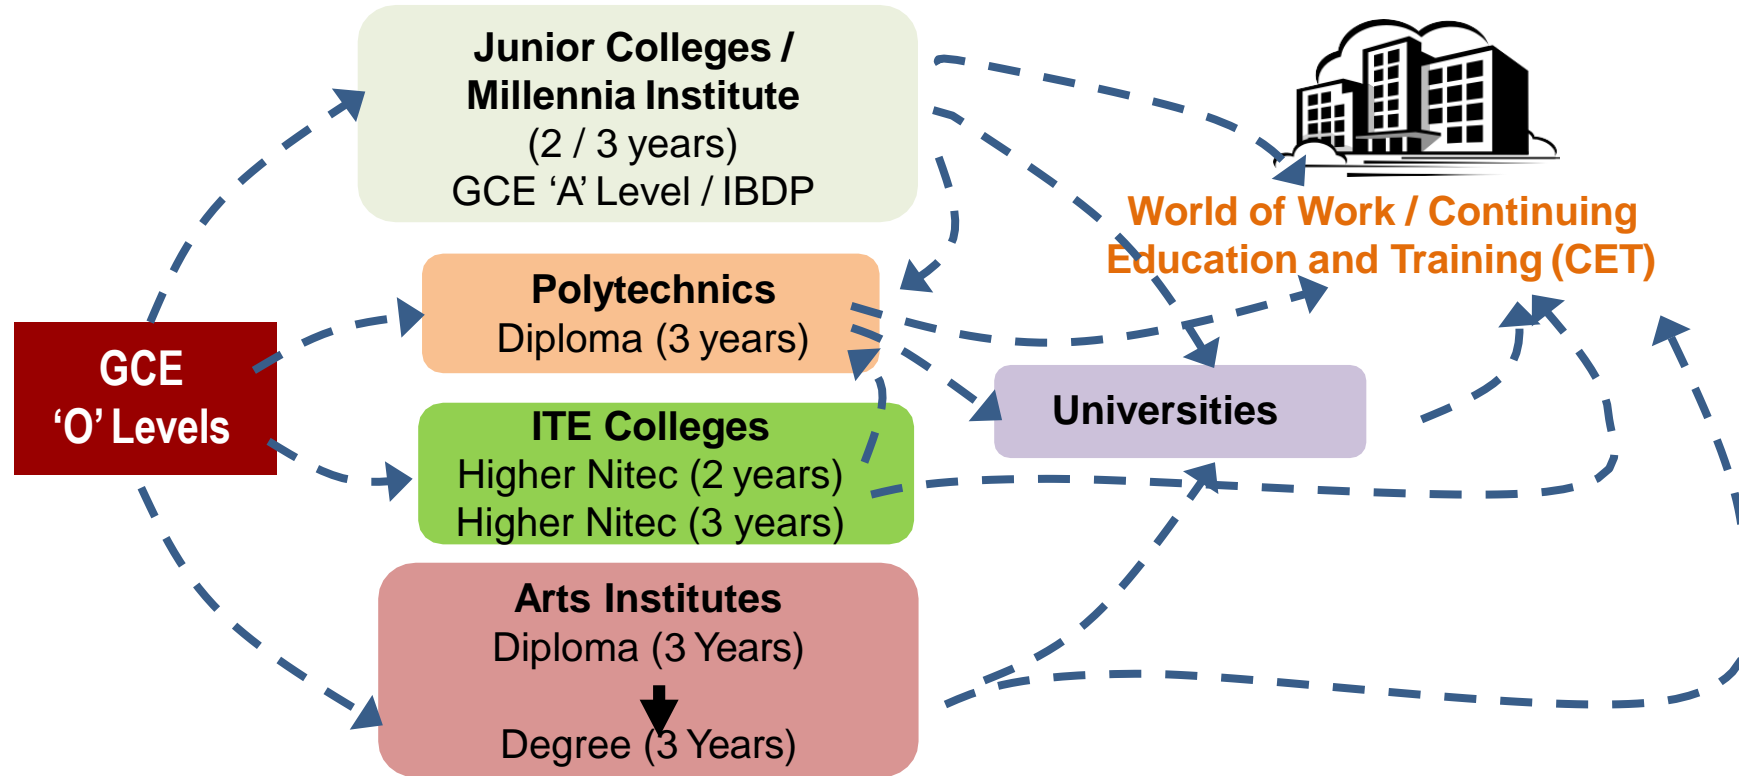 Junior Colleges /
Millennia Institute
(2 / 3 years)
GCE ‘A’ Level / IBDP
World of Work / Continuing
Education and Training (CET)
Polytechnics
Diploma (3 years)
GCE
‘O’ Levels
Universities
ITE Colleges
Higher Nitec (2 years)
Higher Nitec (3 years)
Arts Institutes
Diploma (3 Years)
Degree (3 Years)